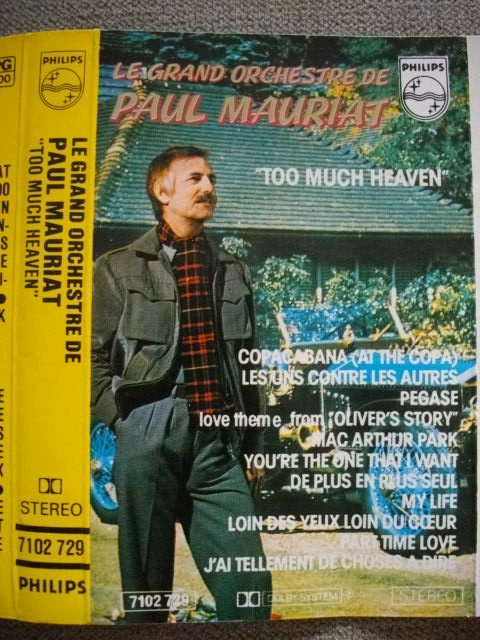 PHILIPS
LE GRAND ORCHESTRE DE
PAUL MAURIAT
"TOO MUCH HEAVEN"
STEREO
7102 729
PHILIPS
LE GRAND ORCHESTRE DE
PAUL MAURIAT
PHILIPS
"TOO MUCH HEAVEN"
COPACABANA (AT THE COPA)
LES UNS CONTRE LES AUTRES
PEGASE
love theme from "OLIVER'S STORY"
MAC ARTHUR PARK
YOU'RE THE ONE THAT I WANT
DE PLUS EN PLUS SEUL
MY LIFE
LOIN DES YEUX LOIN DU CŒUR
PART TIME LOVE
J'AI TELLEMENT DE CHOSES A DIRE
7102 729
DOLBY SYSTEM
STEREO